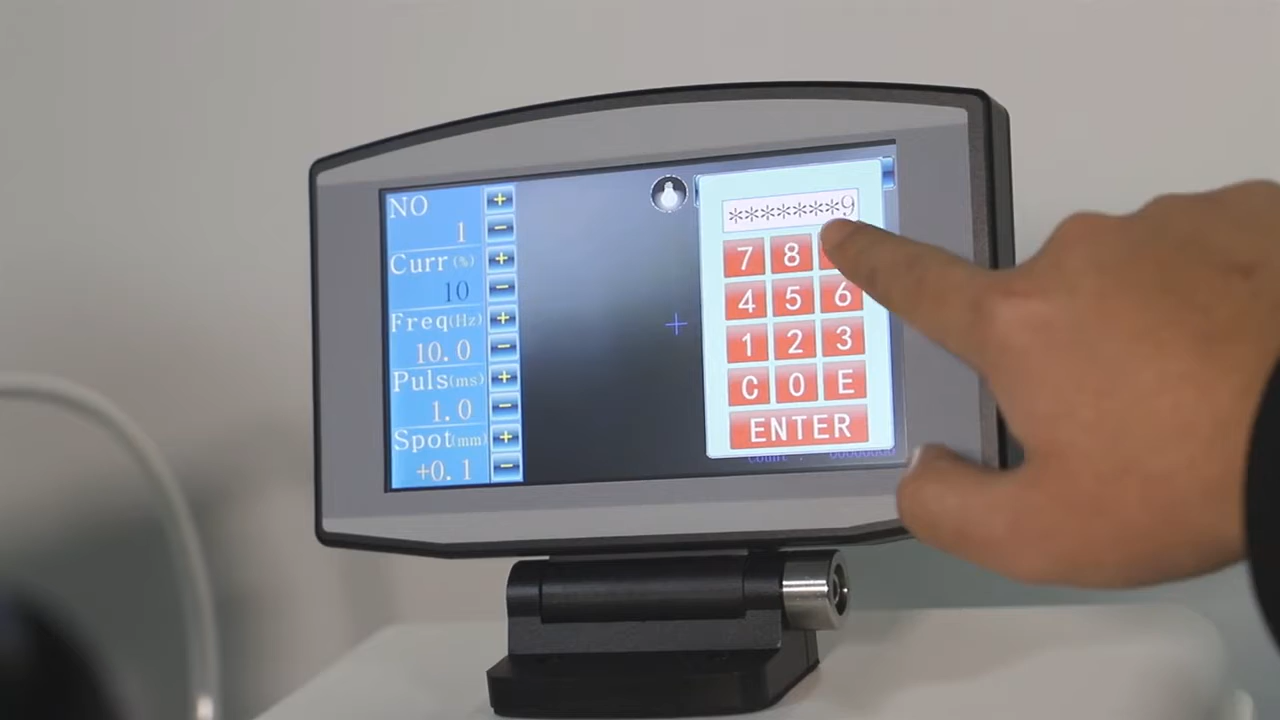 NO
1
Curr(%)
10
Freq(Hz)
10.0
Puls(ms)
1.0
Spot(mm)
+0.1
+
−
+
−
+
−
+
−
+
−
*******9
7 8
4 5 6
1 2 3
C 0 E
ENTER